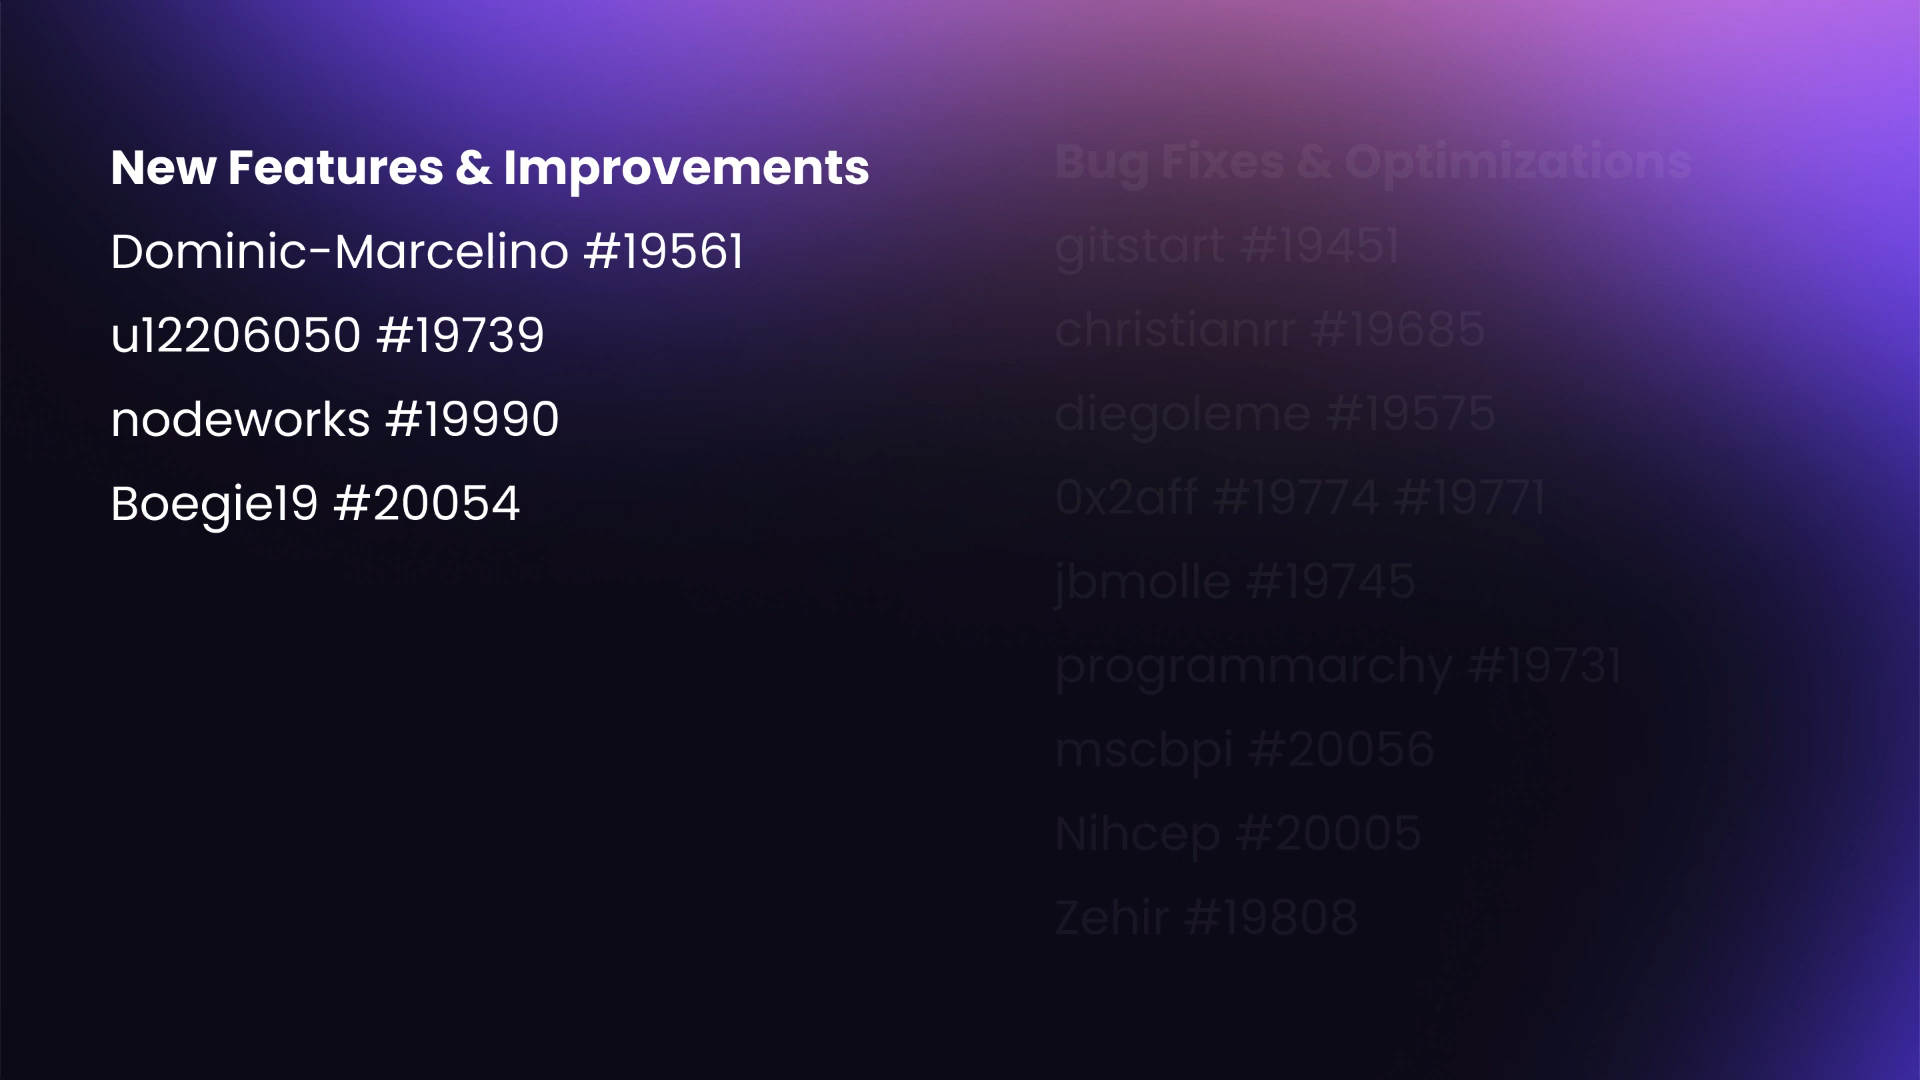 New Features & Improvements
Dominic-Marcelino #19561
u12206050 #19739
nodeworks #19990
Boegie19 #20054
Bug Fixes & Optimizations
gitstart #19451
christianrr #19685
diegoleme #19575
0x2aff #19774 #19771
jbmolle #19745
programmarchy #19731
mscbpi #20056
Nihcep #20005
Zehir #19808